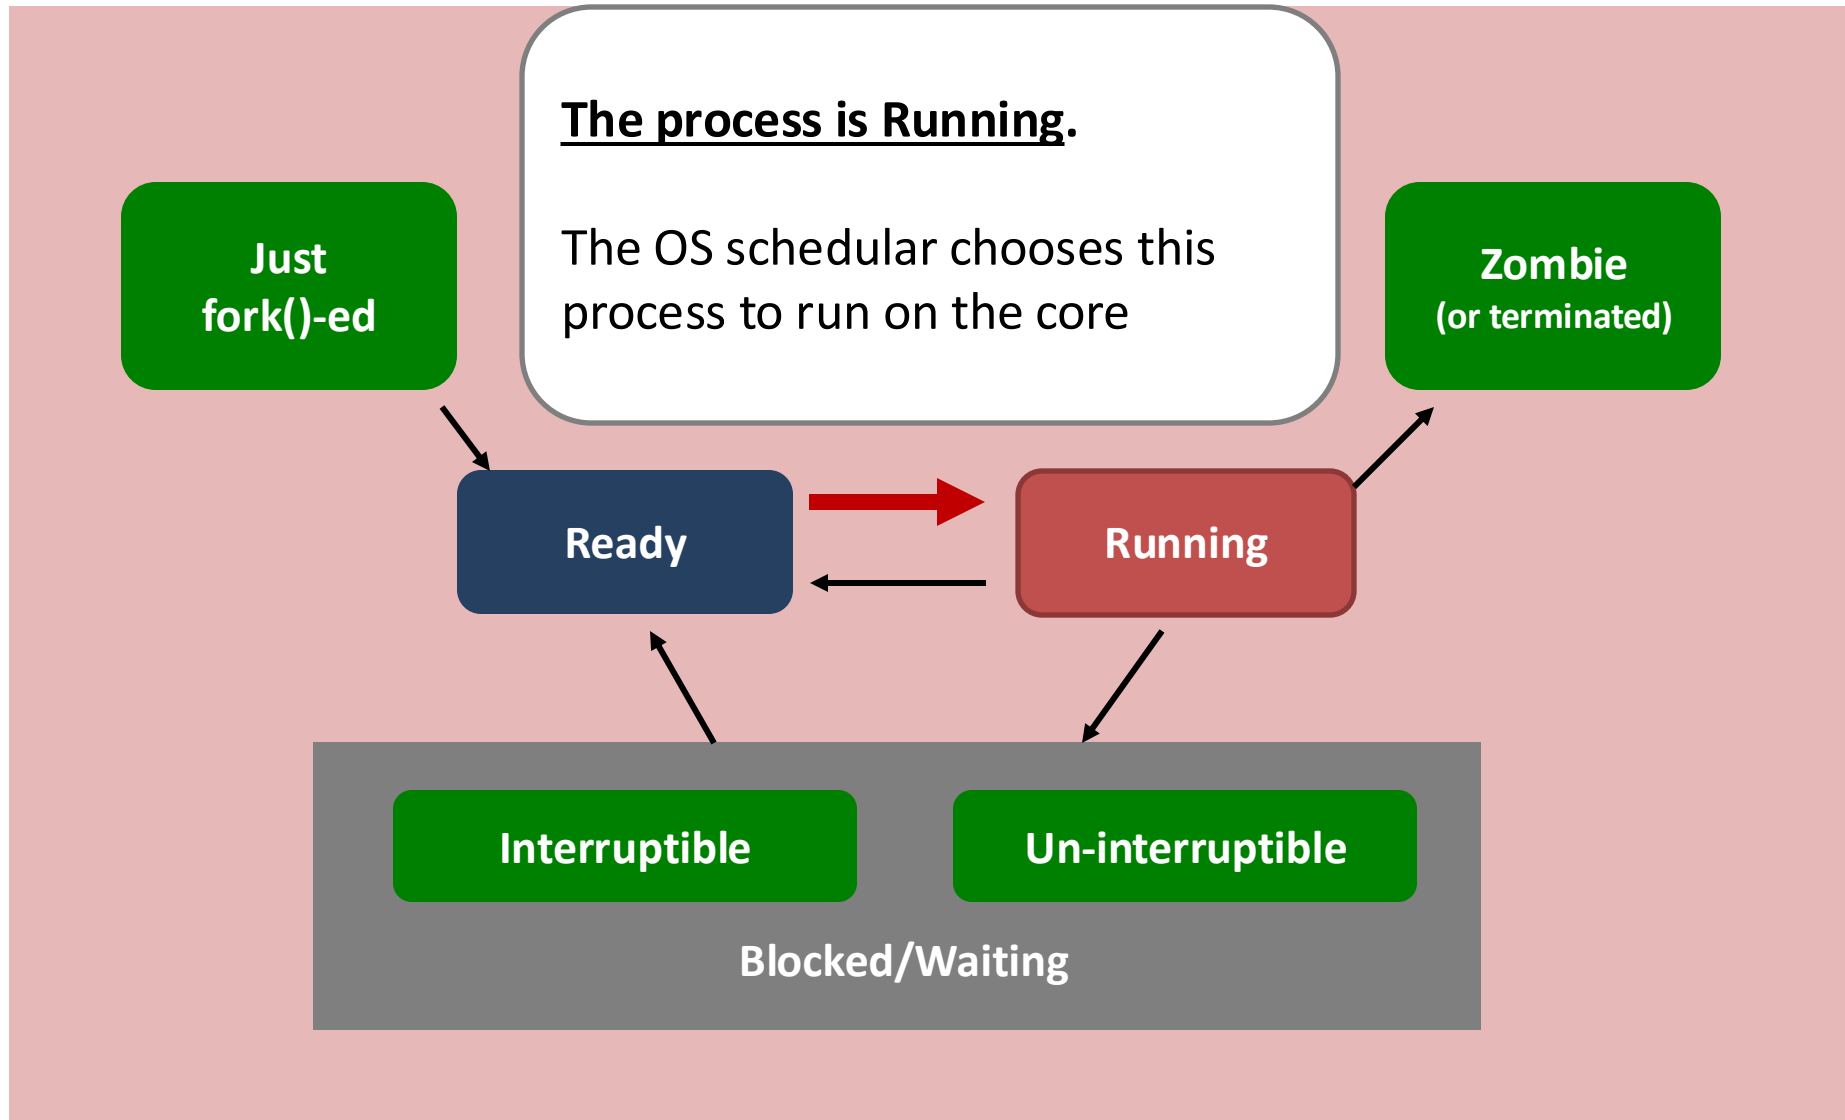 The process is Running.
The OS schedular chooses this
process to run on the core
Just
fork()-ed
Zombie
(or terminated)
Ready
Running
Interruptible
Un-interruptible
Blocked/Waiting